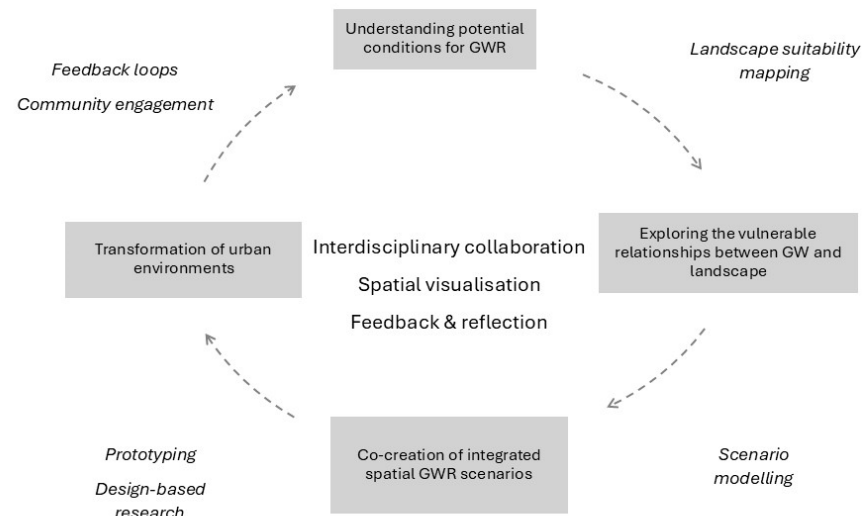 Understanding potential
conditions for GWR
Landscape suitability
mapping
Feedback loops
Community engagement
Exploring the vulnerable
relationships between GW and
landscape
Transformation of urban
environments
Interdisciplinary collaboration
Spatial visualisation
Feedback & reflection
Co-creation of integrated
spatial GWR scenarios
Scenario
modelling
Prototyping
Design-based
research